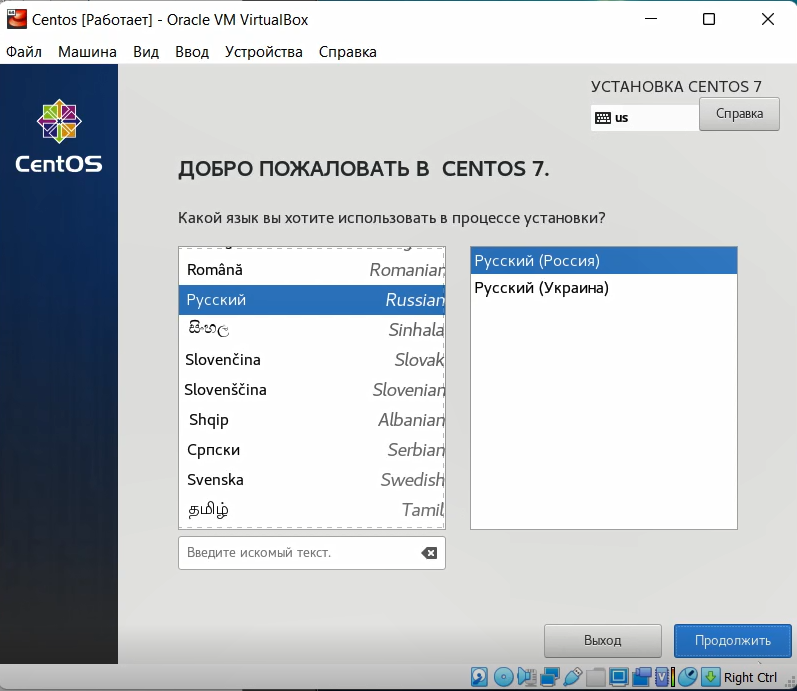 Centos [Работает] - Oracle VM VirtualBox
Файл Машина Вид Ввод Устройства Справка
УСТАНОВКА CENTOS 7
us Справка
CentOS
ДОБРО ПОЖАЛОВАТЬ В CENTOS 7.
Какой язык вы хотите использовать в процессе установки?
Română Romanian
Русский Russian
සිංහල Sinhala
Slovenčina Slovak
Slovenščina Slovenian
Shqip Albanian
Српски Serbian
Svenska Swedish
தமிழ் Tamil
Русский (Россия)
Русский (Украина)
Введите искомый текст.
Выход Продолжить
Right Ctrl